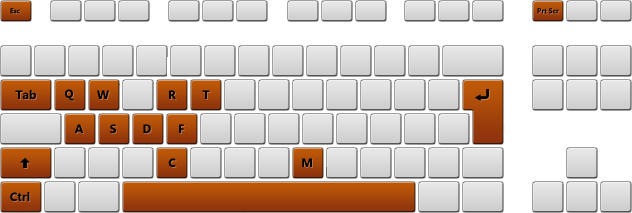 Esc Prt Scr
Tab Q W R T
A S D F
C M
Ctrl